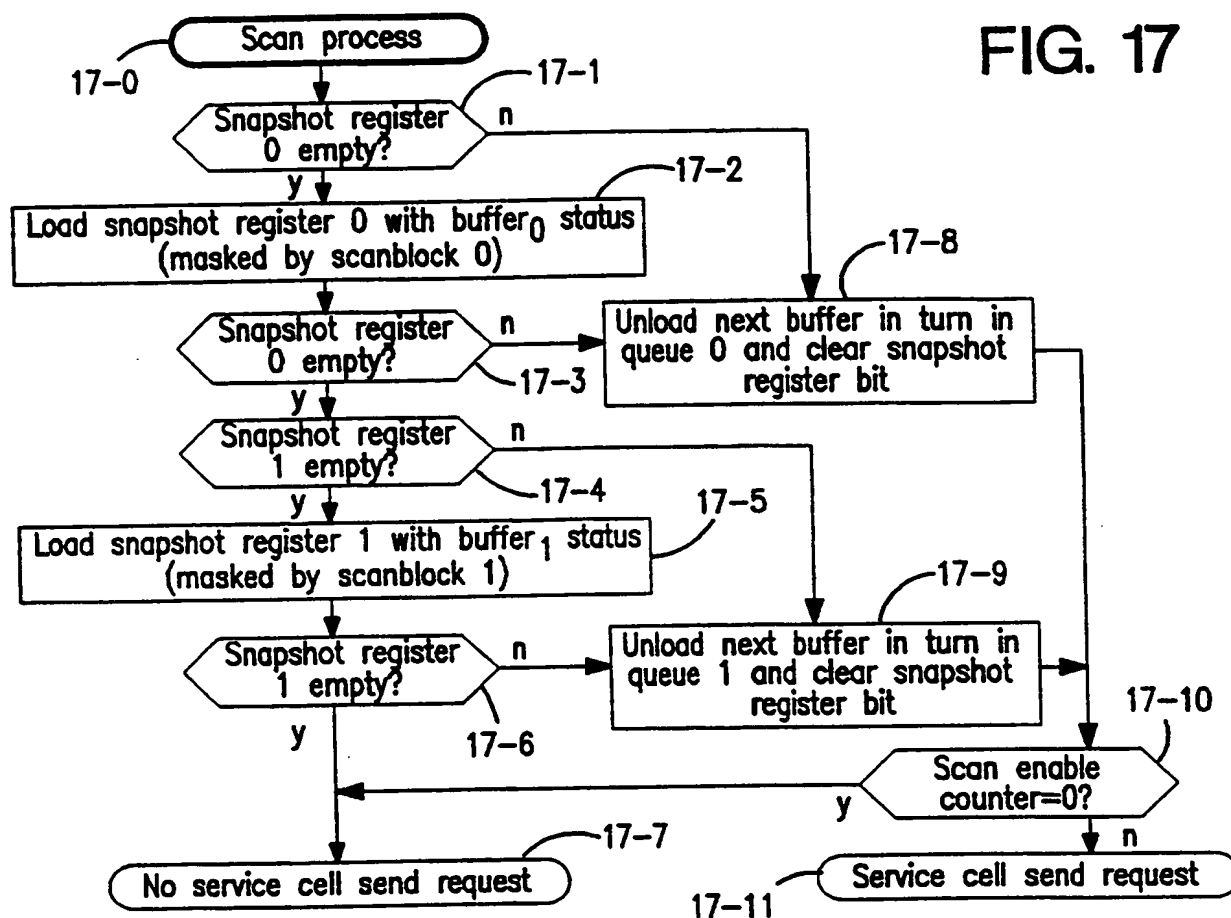 FIG. 17
Scan process
17-0
17-1
Snapshot register
0 empty?
n
y
17-2
Load snapshot register 0 with buffer0 status
(masked by scanblock 0)
17-8
Snapshot register
0 empty?
n
17-3
y
Unload next buffer in turn in
queue 0 and clear snapshot
register bit
Snapshot register
1 empty?
n
17-4
y
17-5
Load snapshot register 1 with buffer1 status
(masked by scanblock 1)
17-9
Snapshot register
1 empty?
n
17-6
y
Unload next buffer in turn in
queue 1 and clear snapshot
register bit
17-10
Scan enable
counter=0?
y
n
17-7
No service cell send request
Service cell send request
17-11